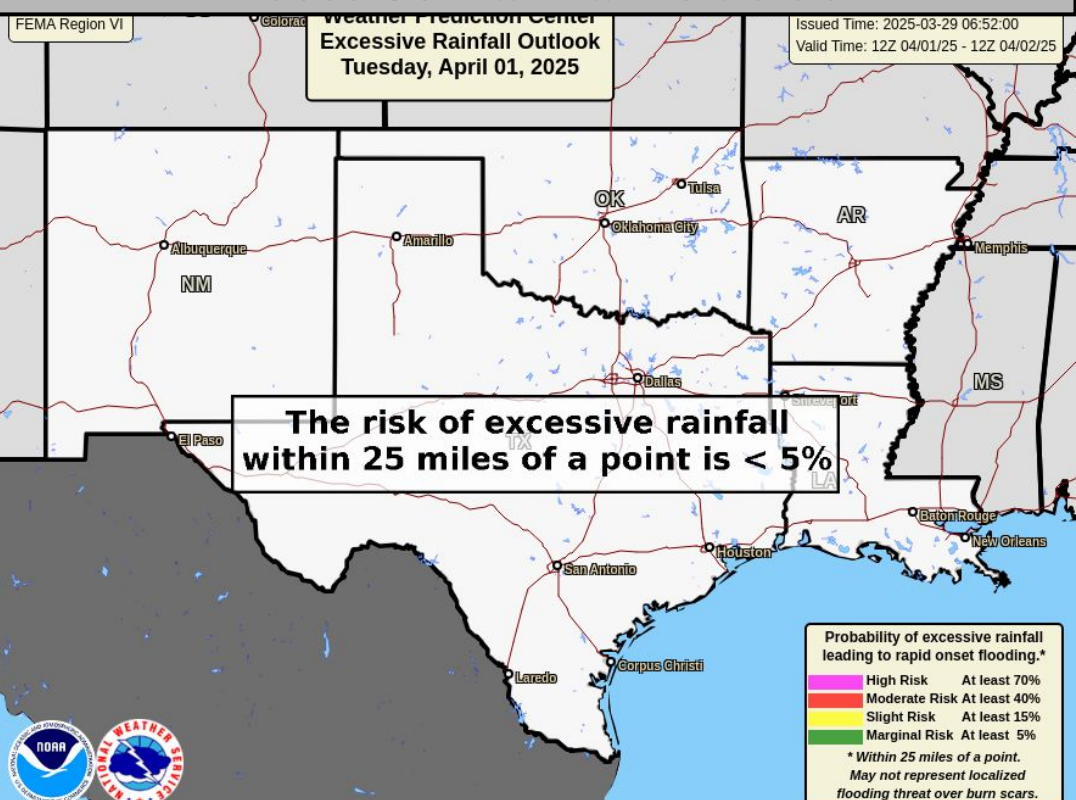 FEMA Region VI
Colorad
Weather Prediction Center
Excessive Rainfall Outlook
Tuesday, April 01, 2025
Issued Time: 2025-03-29 06:52:00
Valid Time: 12Z 04/01/25 - 12Z 04/02/25
Tulsa
OK
AR
Oklahoma City
Amarillo
Albuquerque
Memphis
NM
Dallas
MS
Shreveport
The risk of excessive rainfall
El Paso
TX
within 25 miles of a point is < 5%
LA
Baton Rouge
New Orleans
Houston
San Antonio
Corpus Christi
Laredo
Probability of excessive rainfall
leading to rapid onset flooding.*
High Risk At least 70%
Moderate Risk At least 40%
Slight Risk At least 15%
Marginal Risk At least 5%
* Within 25 miles of a point.
May not represent localized
flooding threat over burn scars.
NOAA
NATIONAL WEATHER SERVICE